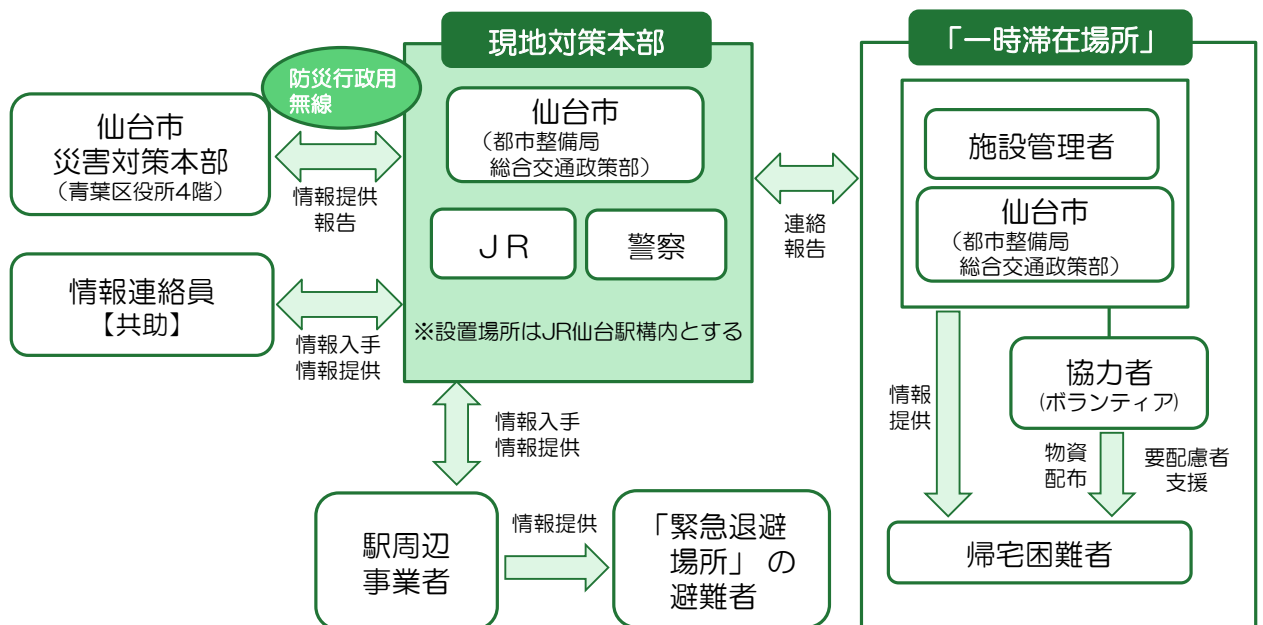 現地対策本部
「一時滞在場所」
防災行政用
無線
仙台市
災害対策本部
（青葉区役所4階）
情報提供
報告
仙台市
（都市整備局
総合交通政策部）
ＪＲ
警察
※設置場所はJR仙台駅構内とする
連絡
報告
施設管理者
仙台市
（都市整備局
総合交通政策部）
情報連絡員
【共助】
情報入手
情報提供
情報入手
情報提供
駅周辺
事業者
情報提供
「緊急退避
場所」の
避難者
情報
提供
協力者
(ボランティア)
物資
配布
要配慮者
支援
帰宅困難者